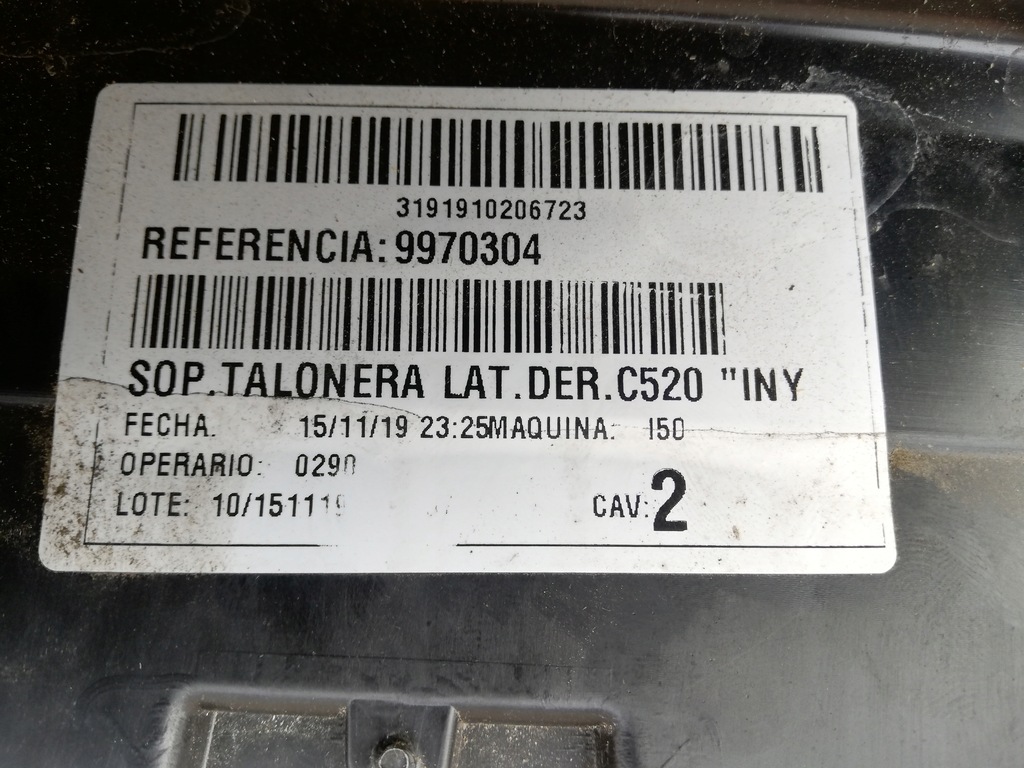 3191910206723
REFERENCIA: 9970304
SOP.TALONERA LAT.DER.C520 "INY
FECHA. 15/11/19 23:25MAQUINA: I50
OPERARIO: 0290
LOTE: 10/151119 CAV: 2